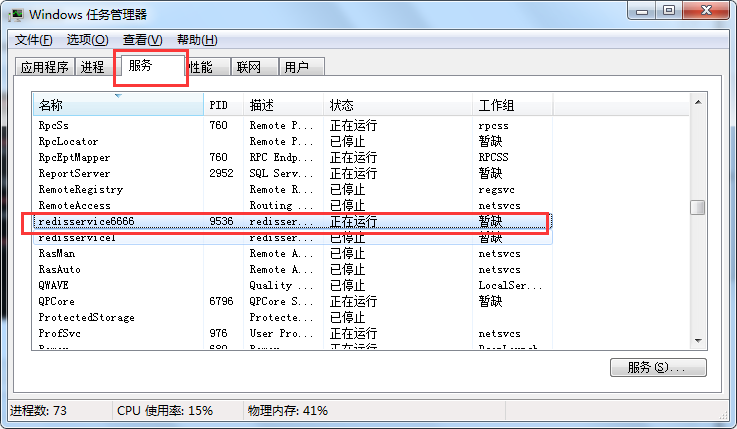 Windows 任务管理器
文件(F) 选项(O) 查看(V) 帮助(H)
应用程序 进程 服务 性能 联网 用户
名称 PID 描述 状态 工作组
RpcSs 760 Remote P... 正在运行 rpcss
RpcLocator Remote P... 已停止 暂缺
RpcEptMapper 760 RPC Endp... 正在运行 RPCSS
ReportServer 2952 SQL Serv... 正在运行 暂缺
RemoteRegistry Remote R... 已停止 regsvc
RemoteAccess Routing ... 已停止 netsvcs
redisservice6666 9536 redisser... 正在运行 暂缺
redisservice1 redisser... 已停止 暂缺
RasMan Remote A... 已停止 netsvcs
RasAuto Remote A... 已停止 netsvcs
QWAVE Quality ... 已停止 LocalSer...
QPCore 6796 QPCore S... 正在运行 暂缺
ProtectedStorage Protecte... 已停止
ProfSvc 976 User Pro... 正在运行 netsvcs
680 正在运行
服务(S)...
进程数: 73 CPU 使用率: 15% 物理内存: 41%